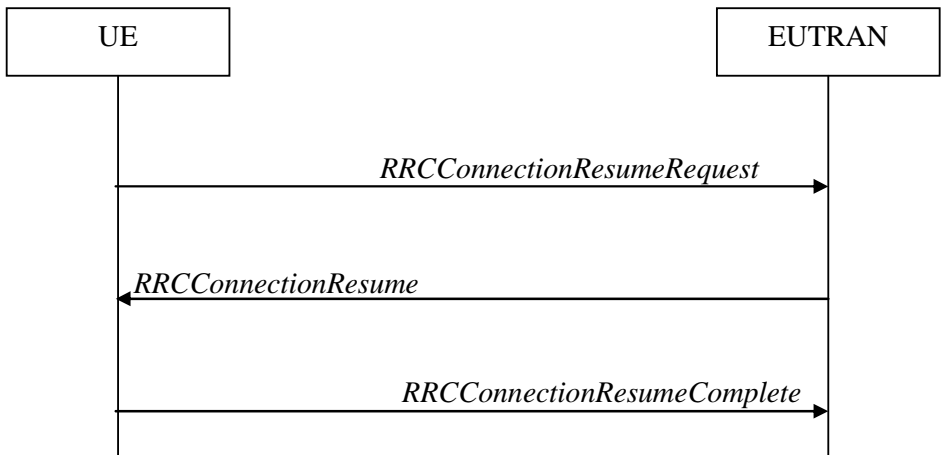 UE
EUTRAN
RRCConnectionResumeRequest
RRCConnectionResume
RRCConnectionResumeComplete